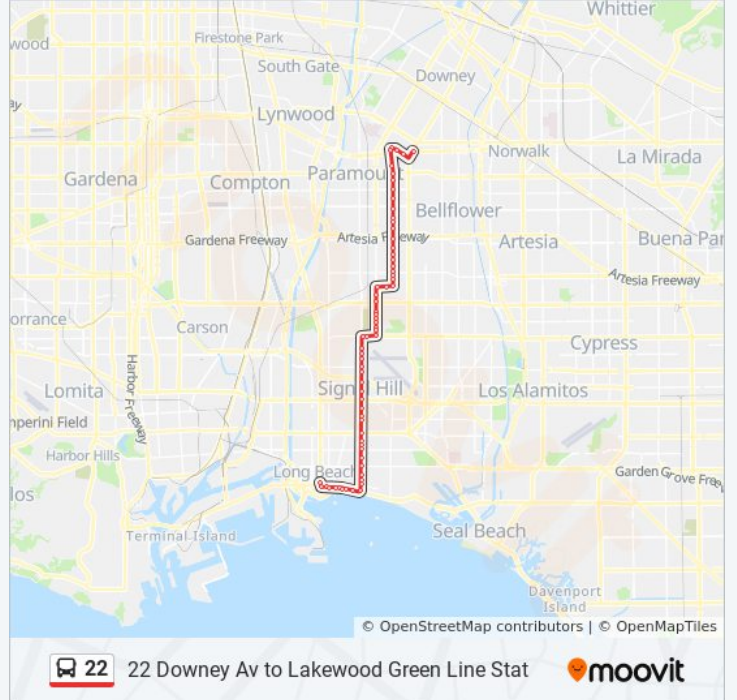 Whittier
wood
Firestone Park
South Gate
Downey
ay
Lynwood
Norwalk
La Mirada
Paramount
Gardena
Compton
Bellflower
Gardena Freeway
Artesia Freeway
Artesia
Buena Par
Artesia Freeway
orrance
Carson
Cypress
Harbor Freeway
Signal Hill
Lomita
Los Alamitos
mperini Field
Harbor Hills
Long Beach
Garden Grove Freew
los
Terminal Island
Seal Beach
Davenport
Island
© OpenStreetMap contributors | © OpenMapTiles
22 22 Downey Av to Lakewood Green Line Stat moovit